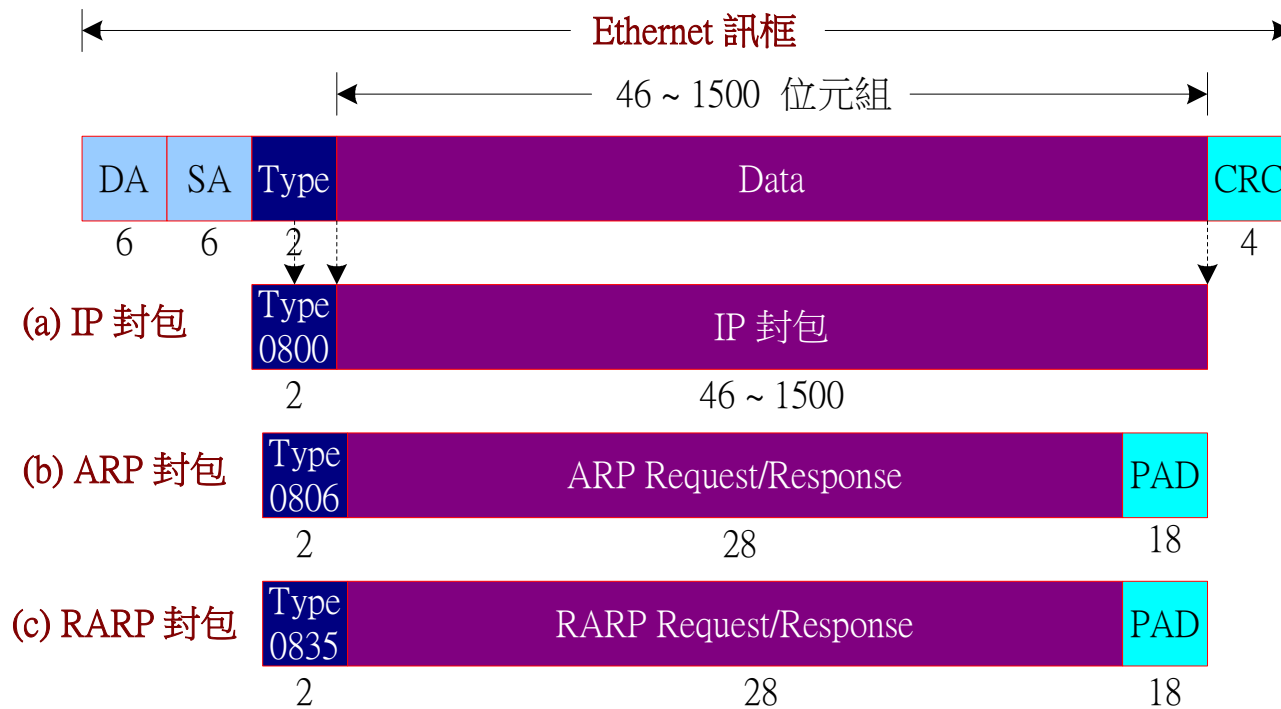 Ethernet 訊框
46 ~ 1500 位元組
DA SA Type Data CRC
6 6 2 4
(a) IP 封包
Type
0800
IP 封包
2 46 ~ 1500
(b) ARP 封包
Type
0806
ARP Request/Response
PAD
2 28 18
(c) RARP 封包
Type
0835
RARP Request/Response
PAD
2 28 18